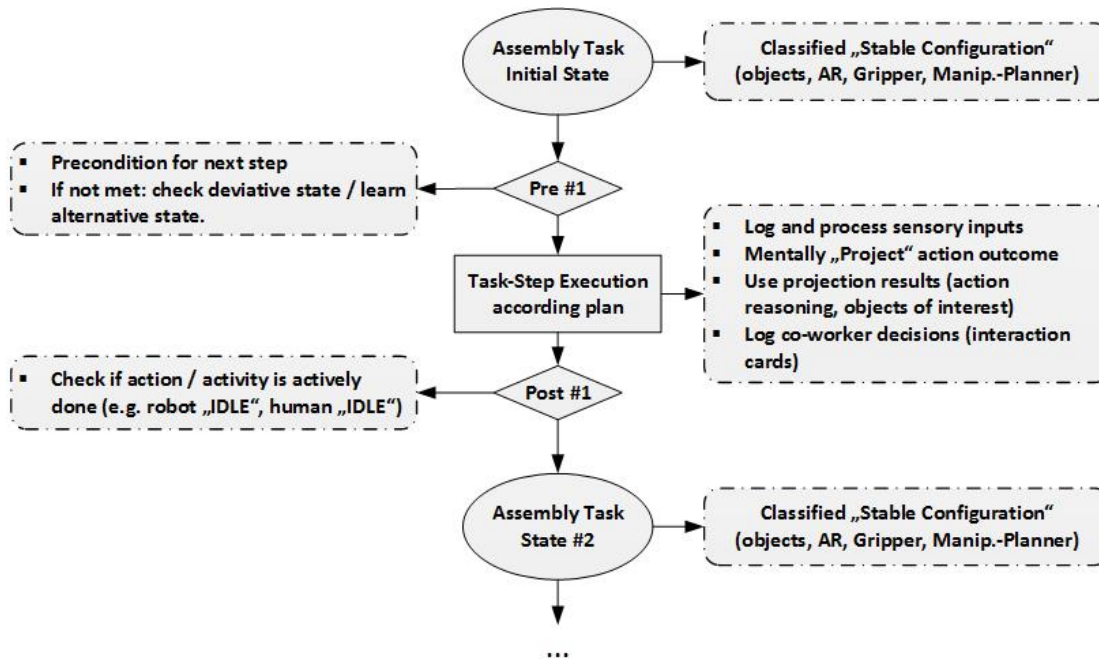 Assembly Task
Initial State
Classified „Stable Configuration“
(objects, AR, Gripper, Manip.-Planner)
▪ Precondition for next step
▪ If not met: check deviative state / learn
alternative state.
Pre #1
▪ Log and process sensory inputs
▪ Mentally „Project“ action outcome
▪ Use projection results (action
reasoning, objects of interest)
▪ Log co-worker decisions (interaction
cards)
Task-Step Execution
according plan
▪ Check if action / activity is actively
done (e.g. robot „IDLE“, human „IDLE“)
Post #1
Assembly Task
State #2
Classified „Stable Configuration“
(objects, AR, Gripper, Manip.-Planner)
...